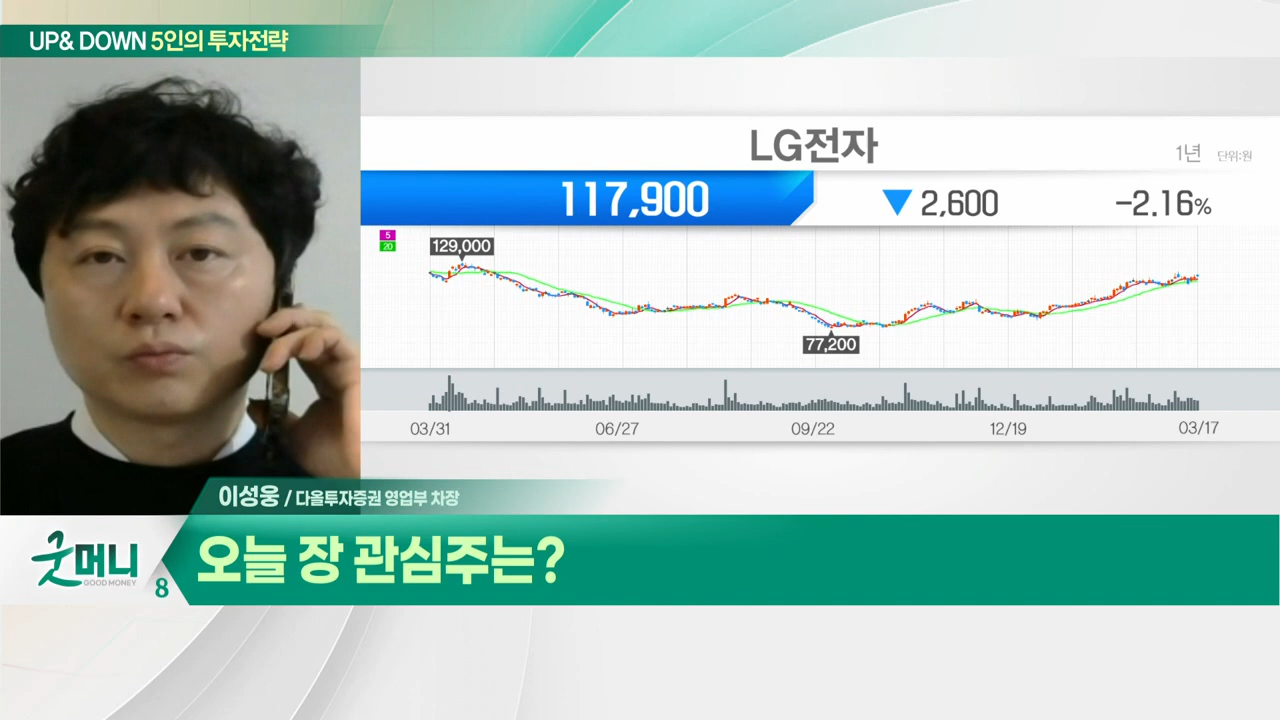 UP& DOWN 5인의 투자전략
LG전자
1년 단위:원
117,900 ▼ 2,600 -2.16%
5
20
129,000
77,200
03/31 06/27 09/22 12/19 03/17
이성웅 / 다올투자증권 영업부 차장
굿머니
GOOD MONEY
8
오늘 장 관심주는?